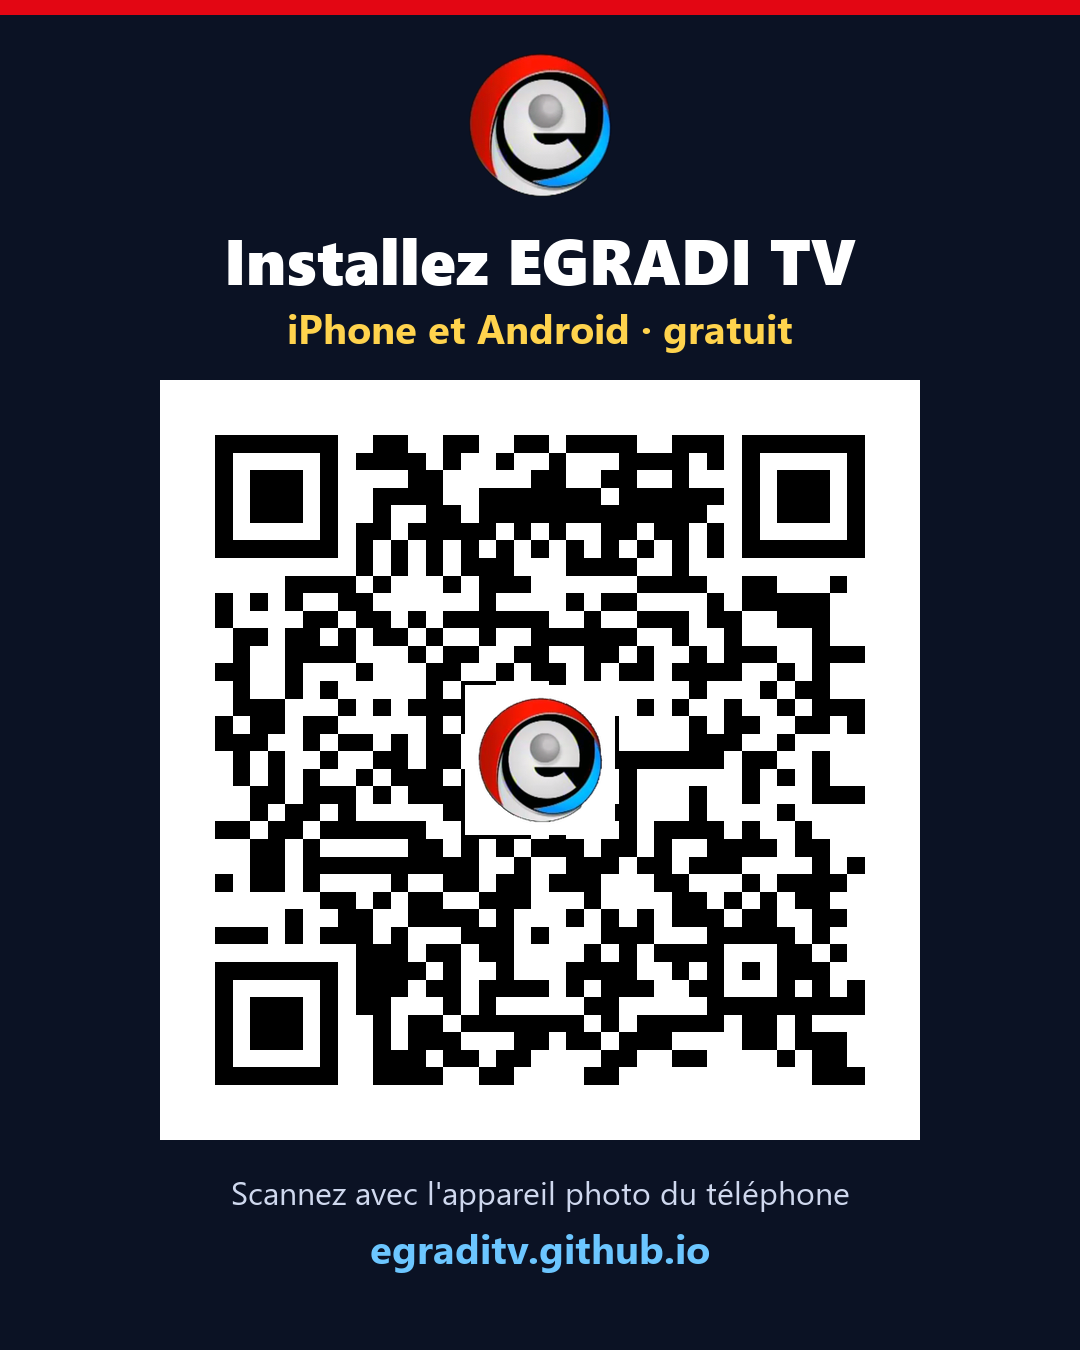 Installez EGRADI TV
iPhone et Android · gratuit
Scannez avec l'appareil photo du téléphone
egraditv.github.io